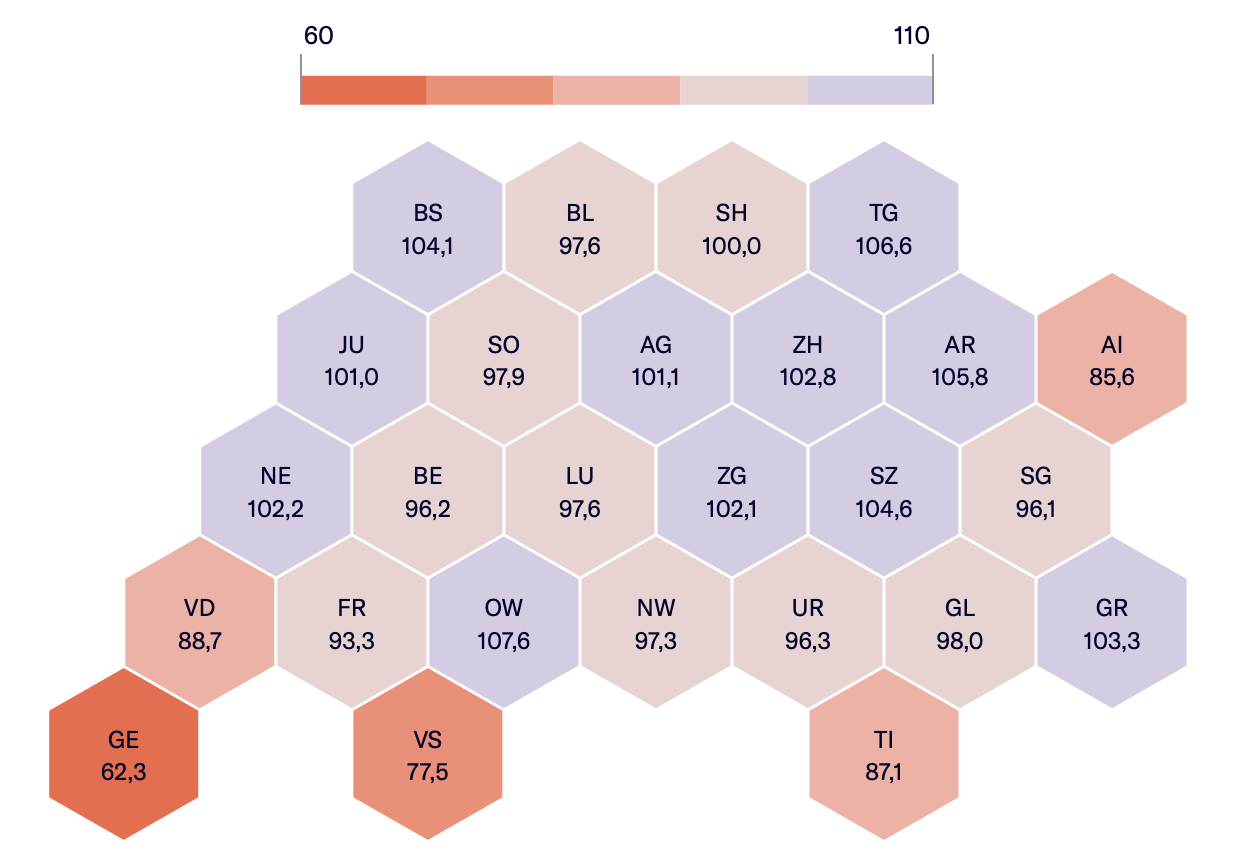 60 110
BS
104,1
BL
97,6
SH
100,0
TG
106,6
JU
101,0
SO
97,9
AG
101,1
ZH
102,8
AR
105,8
AI
85,6
NE
102,2
BE
96,2
LU
97,6
ZG
102,1
SZ
104,6
SG
96,1
VD
88,7
FR
93,3
OW
107,6
NW
97,3
UR
96,3
GL
98,0
GR
103,3
GE
62,3
VS
77,5
TI
87,1